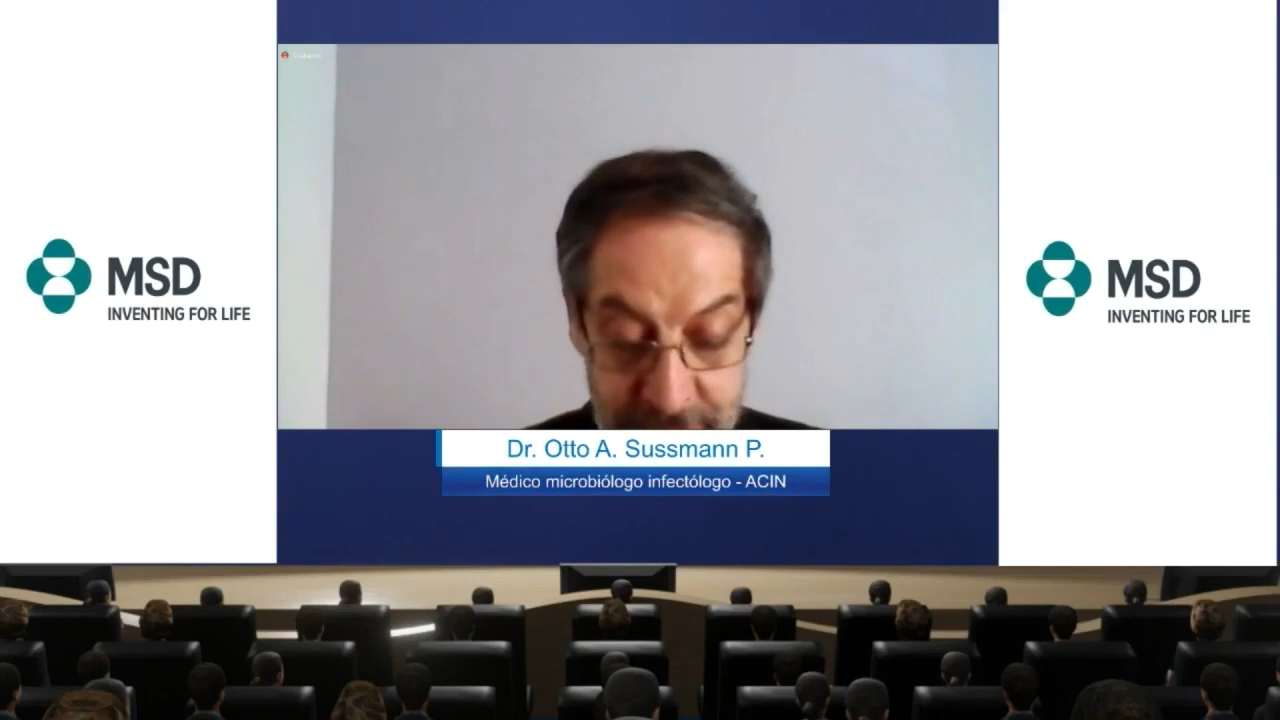 MSD
INVENTING FOR LIFE
MSD
INVENTING FOR LIFE
Dr. Otto A. Sussmann P.
Médico microbiólogo infectólogo - ACIN